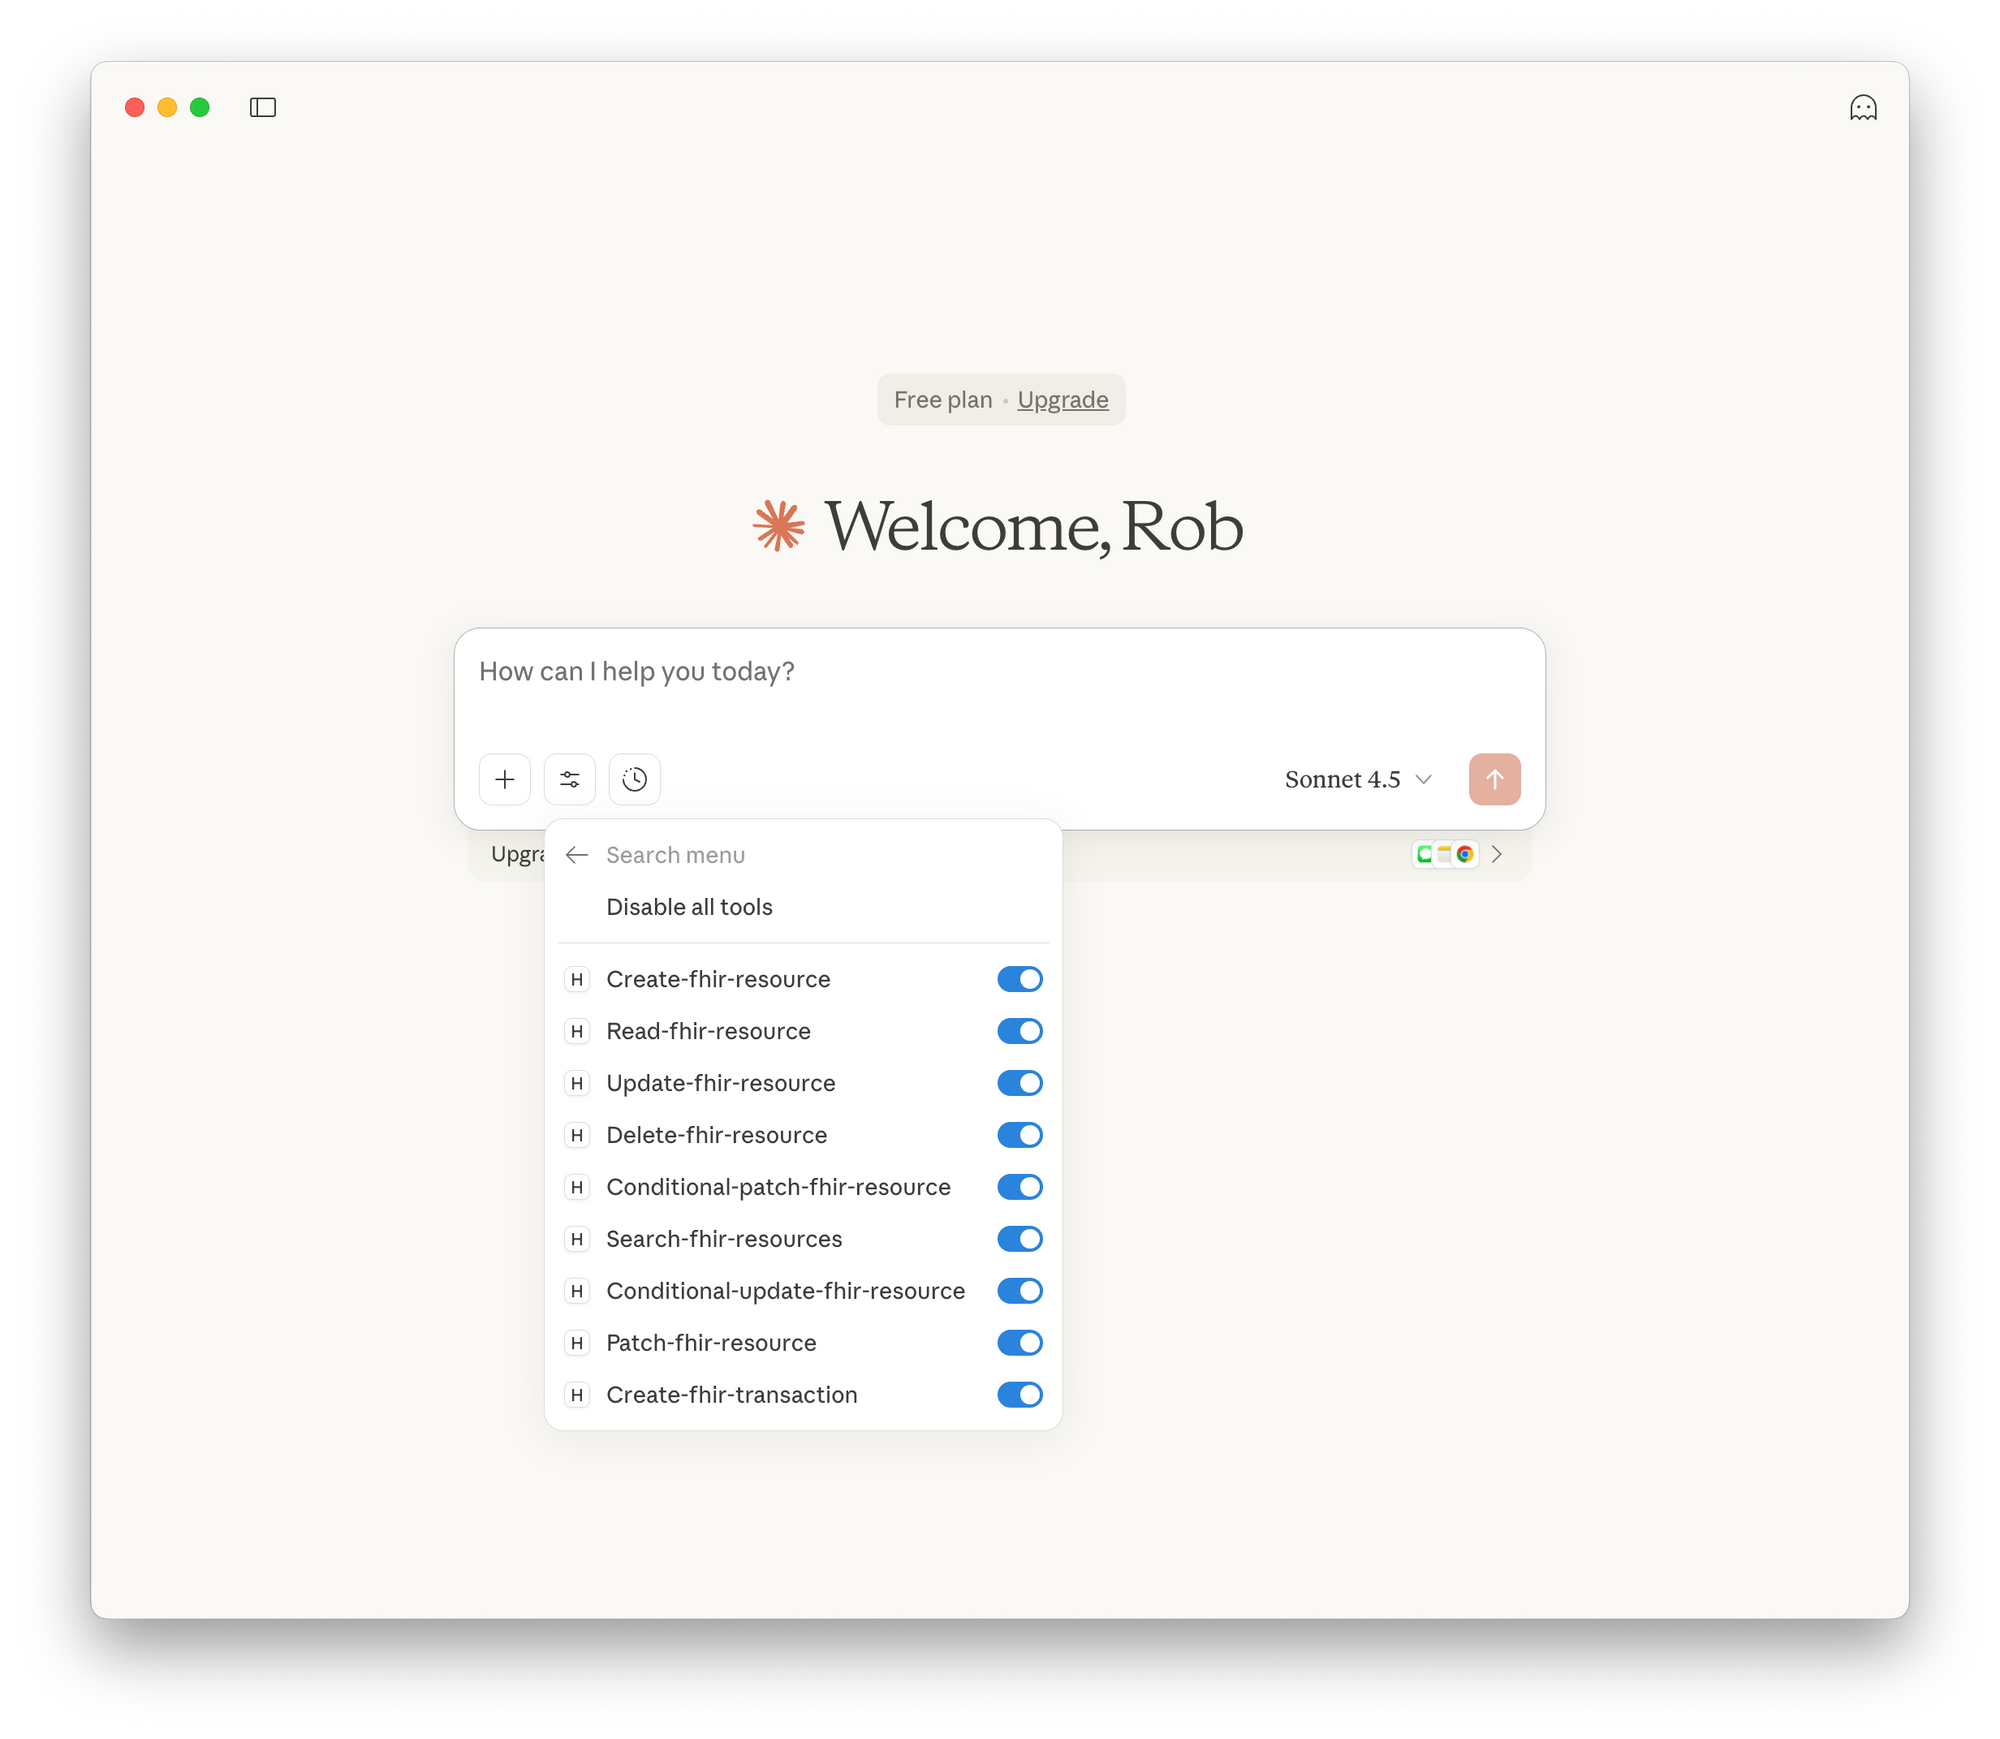 Free plan • Upgrade
Welcome, Rob
How can I help you today?
Sonnet 4.5
Search menu
Disable all tools
H Create-fhir-resource
H Read-fhir-resource
H Update-fhir-resource
H Delete-fhir-resource
H Conditional-patch-fhir-resource
H Search-fhir-resources
H Conditional-update-fhir-resource
H Patch-fhir-resource
H Create-fhir-transaction